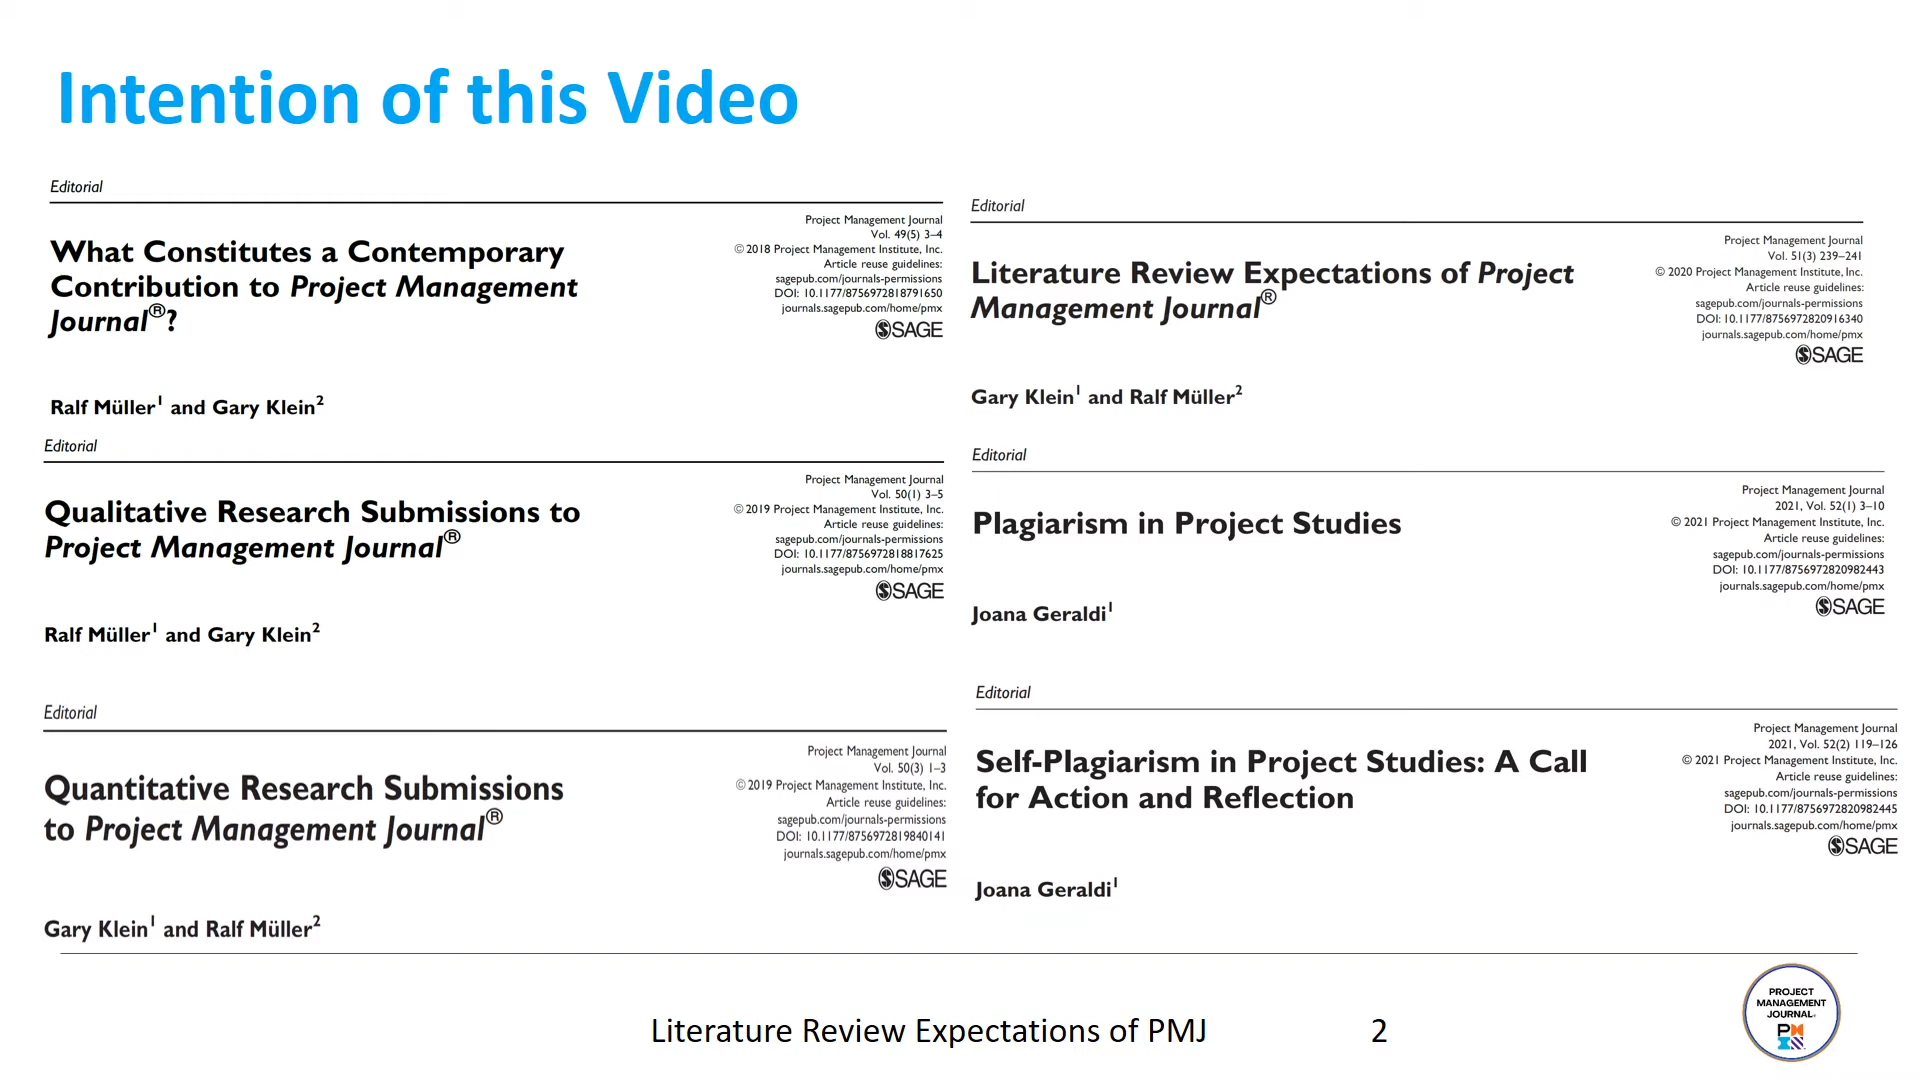 Intention of this Video
Editorial
Project Management Journal
Vol. 49(5) 3–4
© 2018 Project Management Institute, Inc.
Article reuse guidelines:
sagepub.com/journals-permissions
DOI: 10.1177/8756972818791650
journals.sagepub.com/home/pmx
SAGE
What Constitutes a Contemporary
Contribution to Project Management
Journal®?
Ralf Müller1 and Gary Klein2
Editorial
Project Management Journal
Vol. 50(1) 3–5
© 2019 Project Management Institute, Inc.
Article reuse guidelines:
sagepub.com/journals-permissions
DOI: 10.1177/8756972818817625
journals.sagepub.com/home/pmx
SAGE
Qualitative Research Submissions to
Project Management Journal®
Ralf Müller1 and Gary Klein2
Editorial
Project Management Journal
Vol. 50(3) 1–3
© 2019 Project Management Institute, Inc.
Article reuse guidelines:
sagepub.com/journals-permissions
DOI: 10.1177/8756972819840141
journals.sagepub.com/home/pmx
SAGE
Quantitative Research Submissions
to Project Management Journal®
Gary Klein1 and Ralf Müller2
Editorial
Project Management Journal
Vol. 51(3) 239–241
© 2020 Project Management Institute, Inc.
Article reuse guidelines:
sagepub.com/journals-permissions
DOI: 10.1177/8756972820916340
journals.sagepub.com/home/pmx
SAGE
Literature Review Expectations of Project
Management Journal®
Gary Klein1 and Ralf Müller2
Editorial
Project Management Journal
2021, Vol. 52(1) 3–10
© 2021 Project Management Institute, Inc.
Article reuse guidelines:
sagepub.com/journals-permissions
DOI: 10.1177/8756972820982443
journals.sagepub.com/home/pmx
SAGE
Plagiarism in Project Studies
Joana Geraldi1
Editorial
Project Management Journal
2021, Vol. 52(2) 119–126
© 2021 Project Management Institute, Inc.
Article reuse guidelines:
sagepub.com/journals-permissions
DOI: 10.1177/8756972820982445
journals.sagepub.com/home/pmx
SAGE
Self-Plagiarism in Project Studies: A Call
for Action and Reflection
Joana Geraldi1
Literature Review Expectations of PMJ
2
PROJECT
MANAGEMENT
JOURNAL